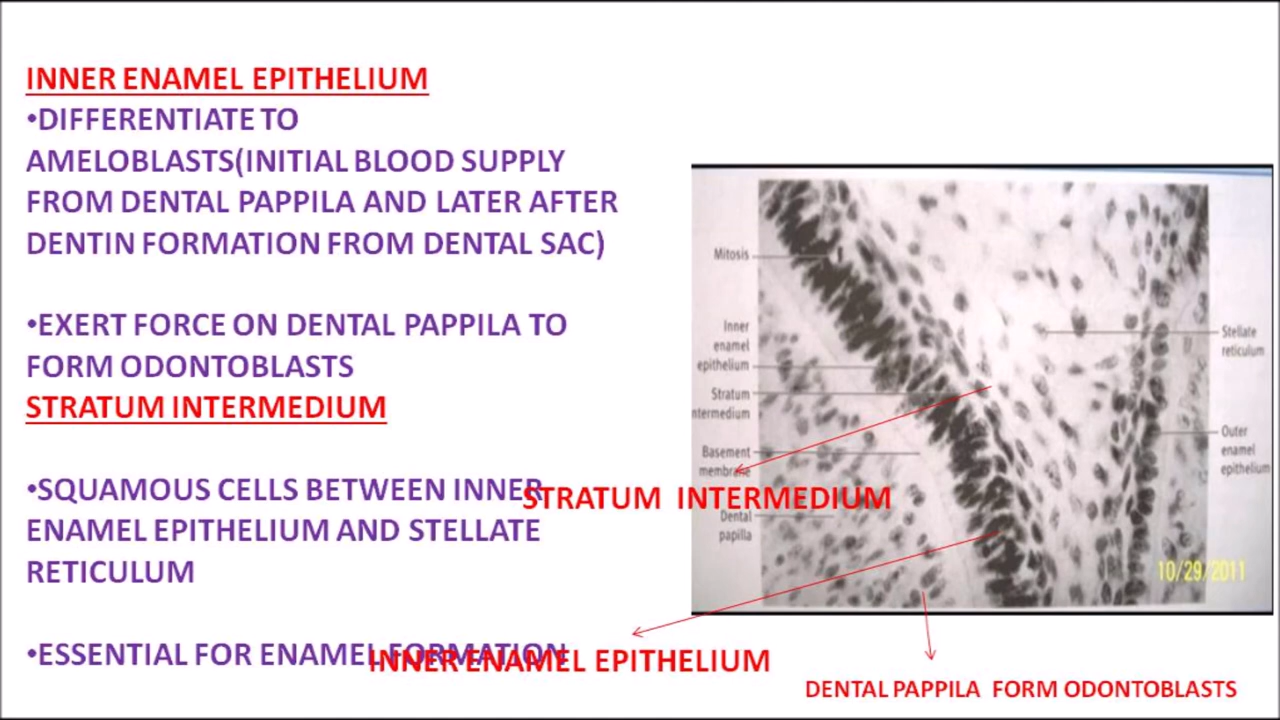 INNER ENAMEL EPITHELIUM
•DIFFERENTIATE TO
AMELOBLASTS(INITIAL BLOOD SUPPLY
FROM DENTAL PAPPILA AND LATER AFTER
DENTIN FORMATION FROM DENTAL SAC)
•EXERT FORCE ON DENTAL PAPPILA TO
FORM ODONTOBLASTS
STRATUM INTERMEDIUM
•SQUAMOUS CELLS BETWEEN INNER
ENAMEL EPITHELIUM AND STELLATE
RETICULUM
•ESSENTIAL FOR ENAMEL FORMATION
Mitosis
Inner
enamel
epithelium
Stratum
ntermedium
Basement
membrane
Dental
papilla
Stellate
reticulum
Outer
enamel
epithelium
10/29/2011
STRATUM INTERMEDIUM
INNER ENAMEL EPITHELIUM
DENTAL PAPPILA FORM ODONTOBLASTS